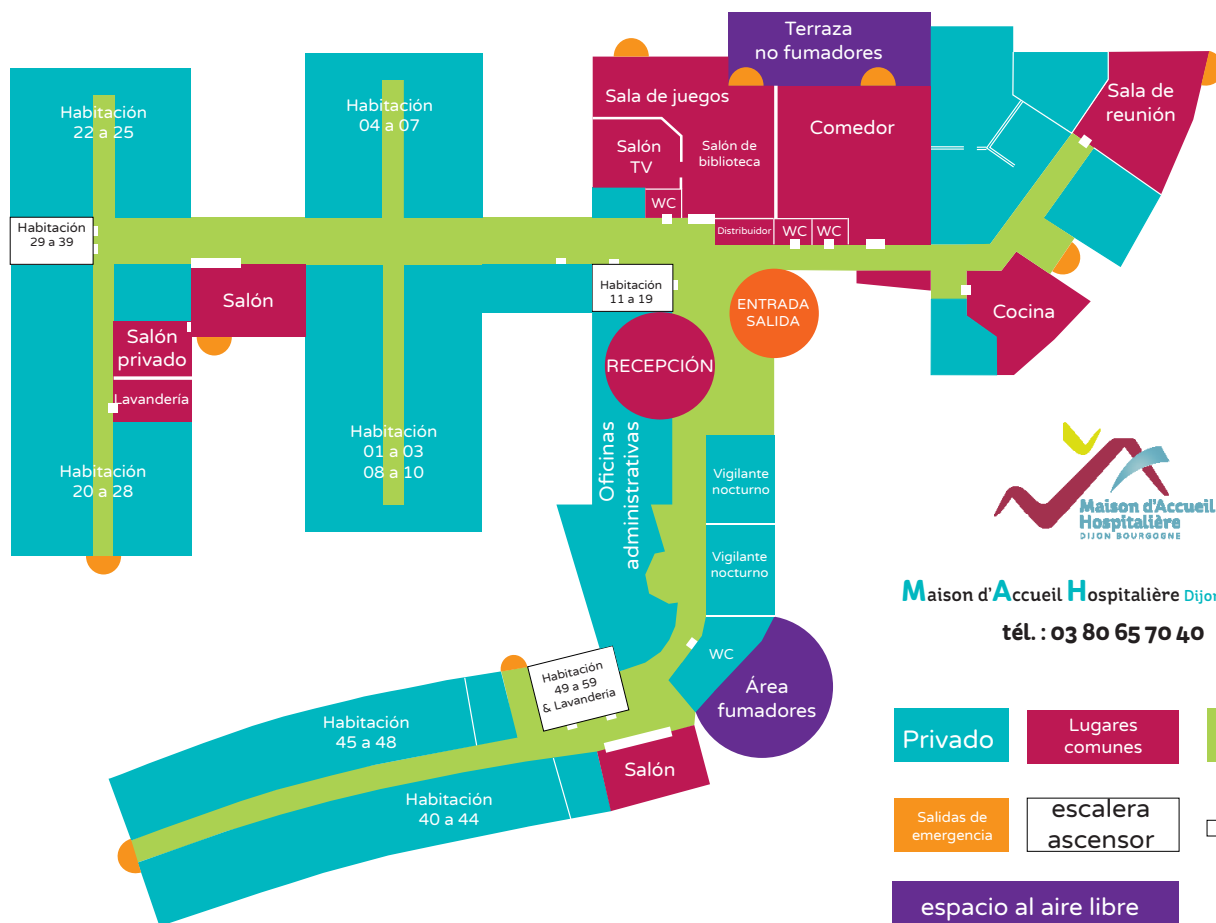 Terraza
no fumadores
Habitación
22 a 25
Habitación
04 a 07
Sala de juegos
Salón
TV
Salón de
biblioteca
Comedor
Sala de
reunión
WC
Distribuidor
WC
WC
Habitación
29 a 39
Salón
Habitación
11 a 19
ENTRADA
SALIDA
Cocina
Salón
privado
Lavandería
RECEPCIÓN
Habitación
20 a 28
Habitación
01 a 03
08 a 10
Oficinas
administrativas
Vigilante
nocturno
Vigilante
nocturno
WC
Área
fumadores
Habitación
49 a 59
& Lavandería
Habitación
45 a 48
Salón
Habitación
40 a 44
Maison d'Accueil
Hospitalière
DIJON BOURGOGNE
Maison d'Accueil Hospitalière Dijon
tél. : 03 80 65 70 40
Privado
Lugares
comunes
Salidas de
emergencia
escalera
ascensor
espacio al aire libre